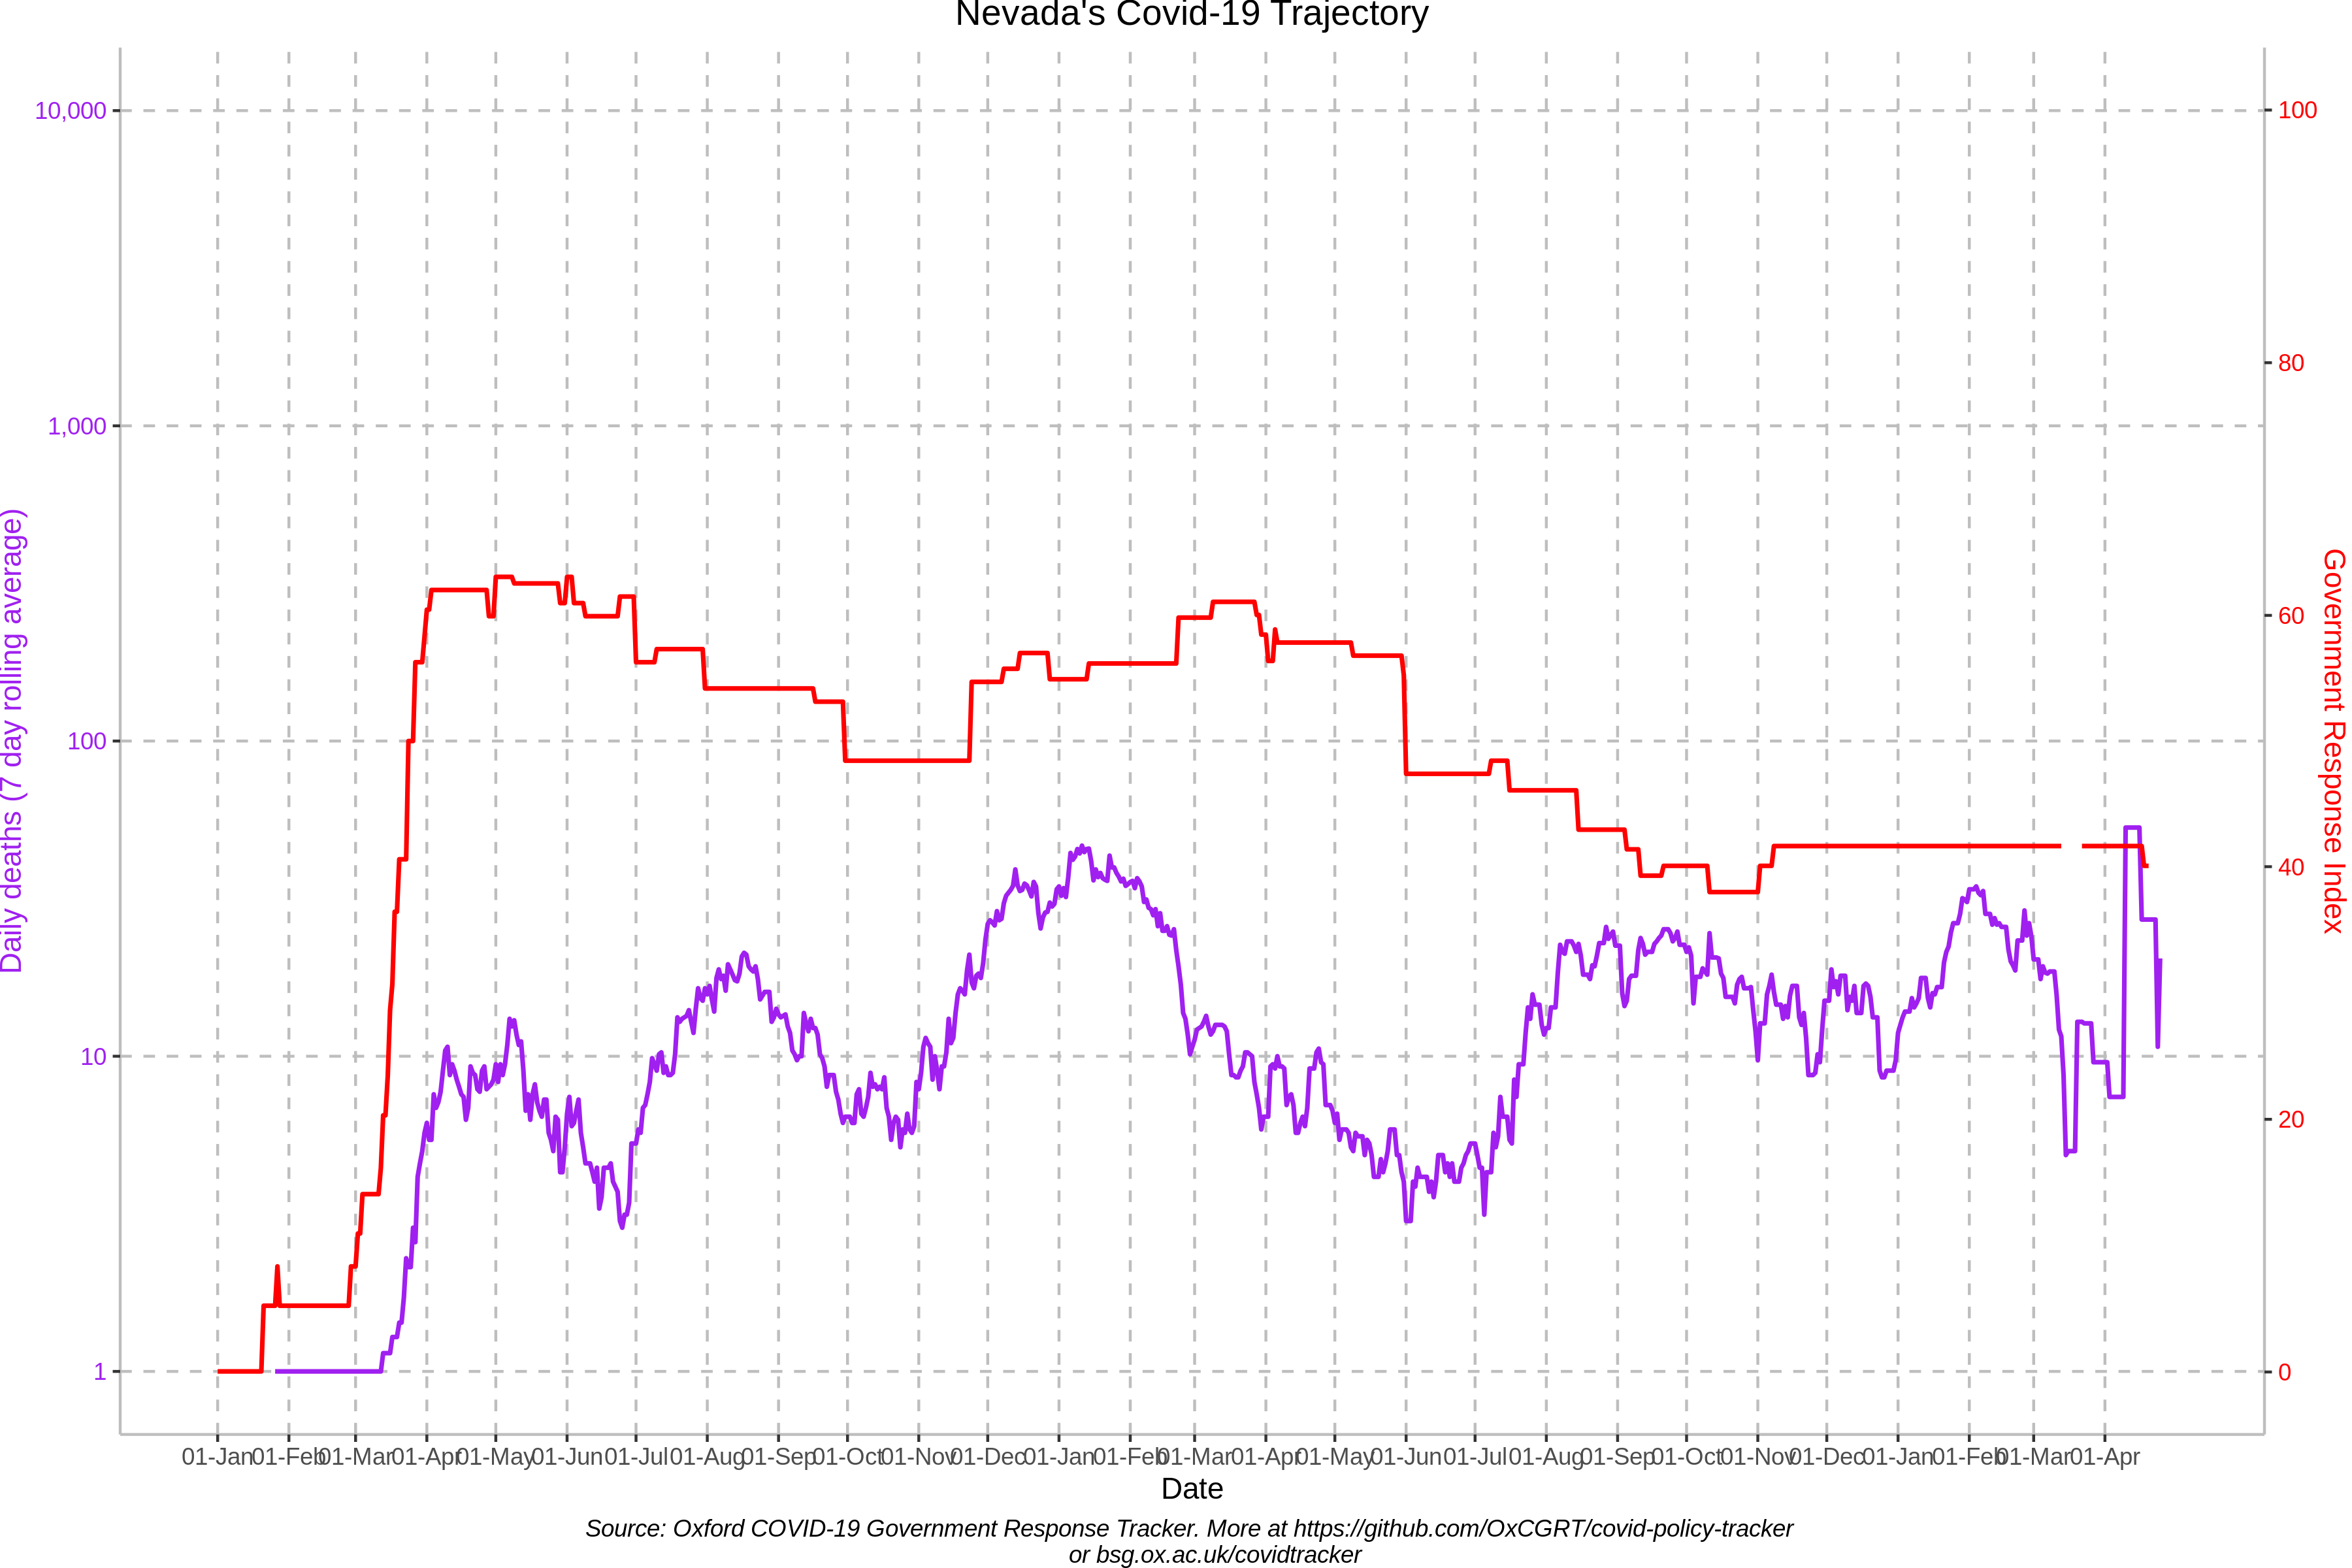 Nevada's Covid-19 Trajectory
10,000
1,000
100
10
1
Daily deaths (7 day rolling average)
100
80
60
40
20
0
Government Response Index
01-Jan 01-Feb 01-Mar 01-Apr 01-May 01-Jun 01-Jul 01-Aug 01-Sep 01-Oct 01-Nov 01-Dec 01-Jan 01-Feb 01-Mar 01-Apr 01-May 01-Jun 01-Jul 01-Aug 01-Sep 01-Oct 01-Nov 01-Dec 01-Jan 01-Feb 01-Mar 01-Apr
Date
Source: Oxford COVID-19 Government Response Tracker. More at https://github.com/OxCGRT/covid-policy-tracker
or bsg.ox.ac.uk/covidtracker